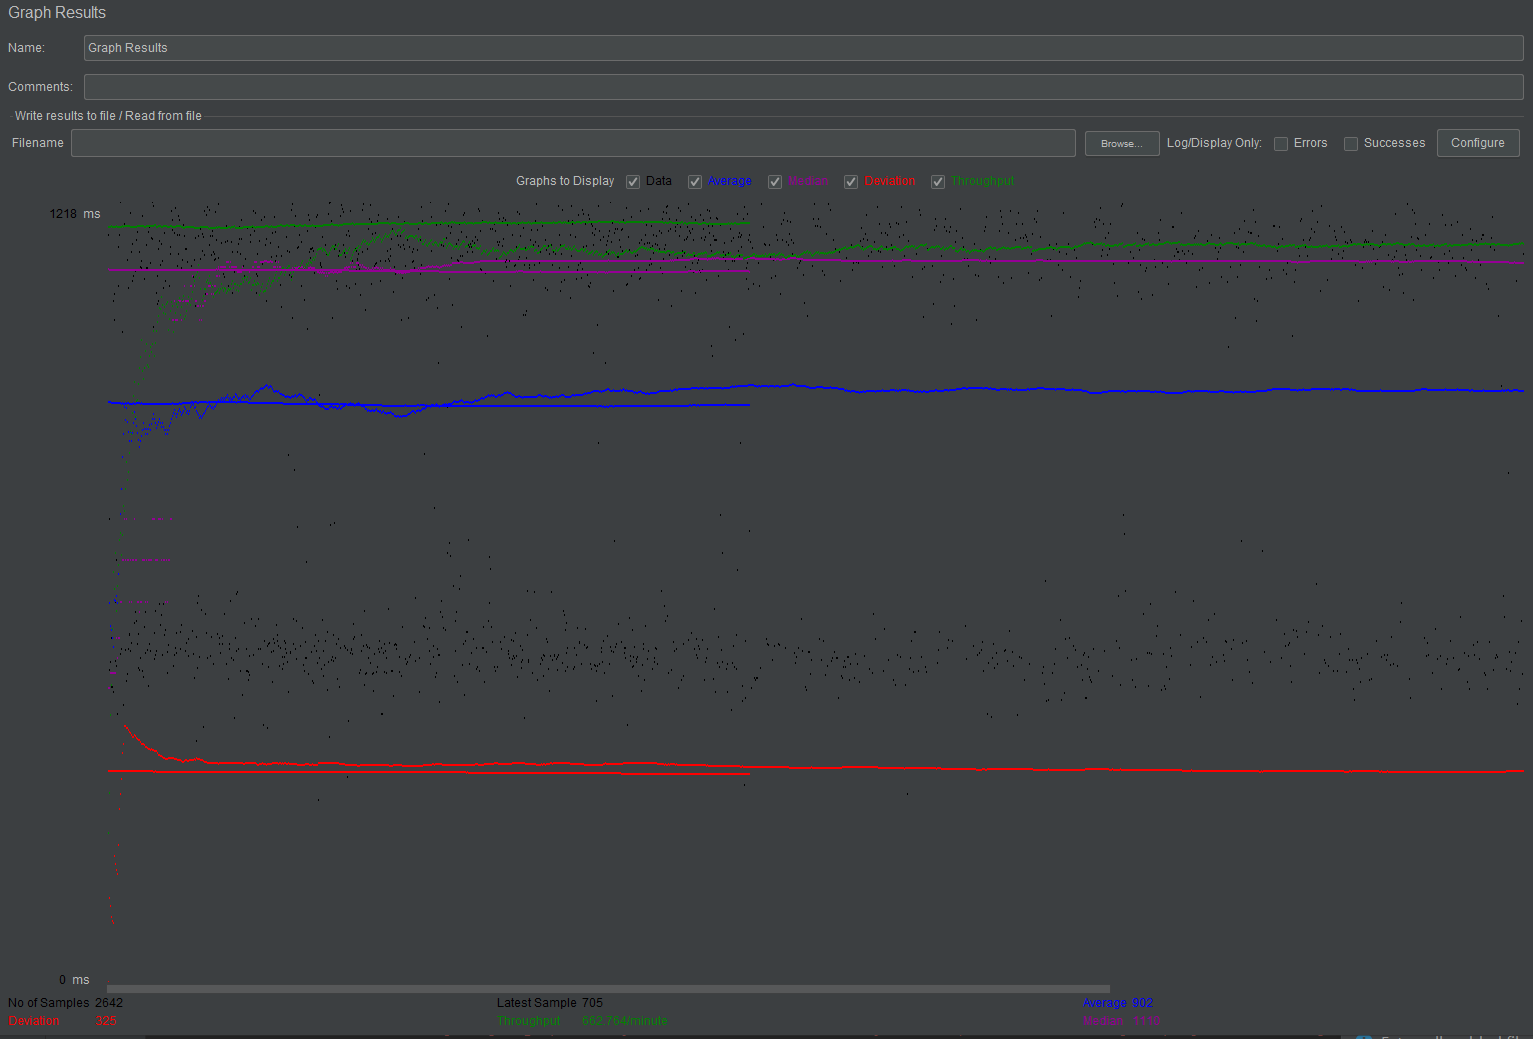 Graph Results
Name: Graph Results
Comments:
Write results to file / Read from file
Filename Browse... Log/Display Only: Errors Successes Configure
Graphs to Display Data Average Median Deviation Throughput
1218 ms
0 ms
No of Samples 2642 Latest Sample 705 Average 902
Deviation 325 Throughput 662.764/minute Median 1110